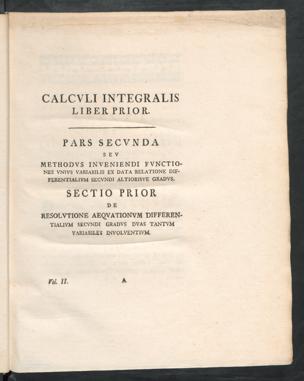 CALCVLI INTEGRALIS
LIBER PRIOR.
PARS SECVNDA
SEV
METHODVS INVENIENDI FVNCTIO-
NES VNIVS VARIABILIS EX DATA RELATIONE DIF-
FERENTIALIVM SECVNDI ALTIORISVE GRADVS.
SECTIO PRIOR
DE
RESOLVTIONE AEQVATIONVM DIFFEREN-
TIALIVM SECVNDI GRADVS DVAS TANTVM
VARIABILES INVOLVENTIVM.
Vol. II. A